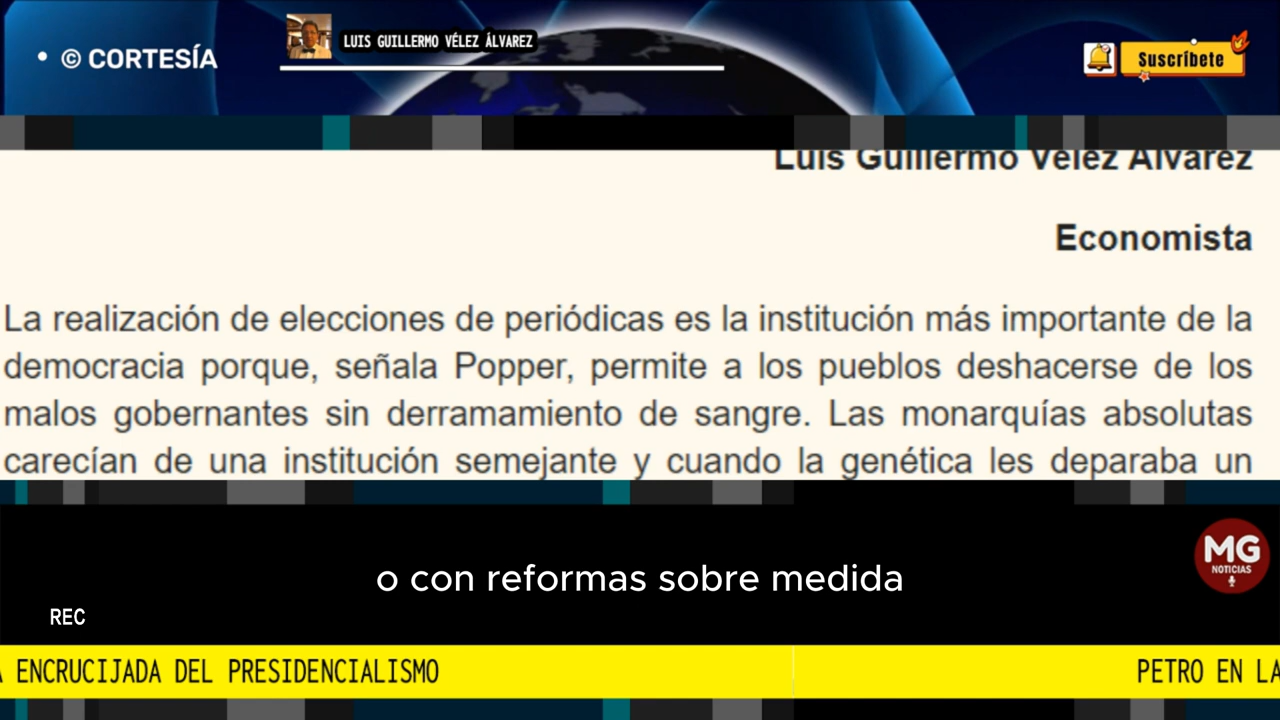 • © CORTESÍA
LUIS GUILLERMO VÉLEZ ÁLVAREZ
Suscríbete
Luis Guillermo Vélez Álvarez
Economista
La realización de elecciones de periódicas es la institución más importante de la
democracia porque, señala Popper, permite a los pueblos deshacerse de los
malos gobernantes sin derramamiento de sangre. Las monarquías absolutas
carecían de una institución semejante y cuando la genética les deparaba un
o con reformas sobre medida
MG
NOTICIAS
REC
A ENCRUCIJADA DEL PRESIDENCIALISMO
PETRO EN LA